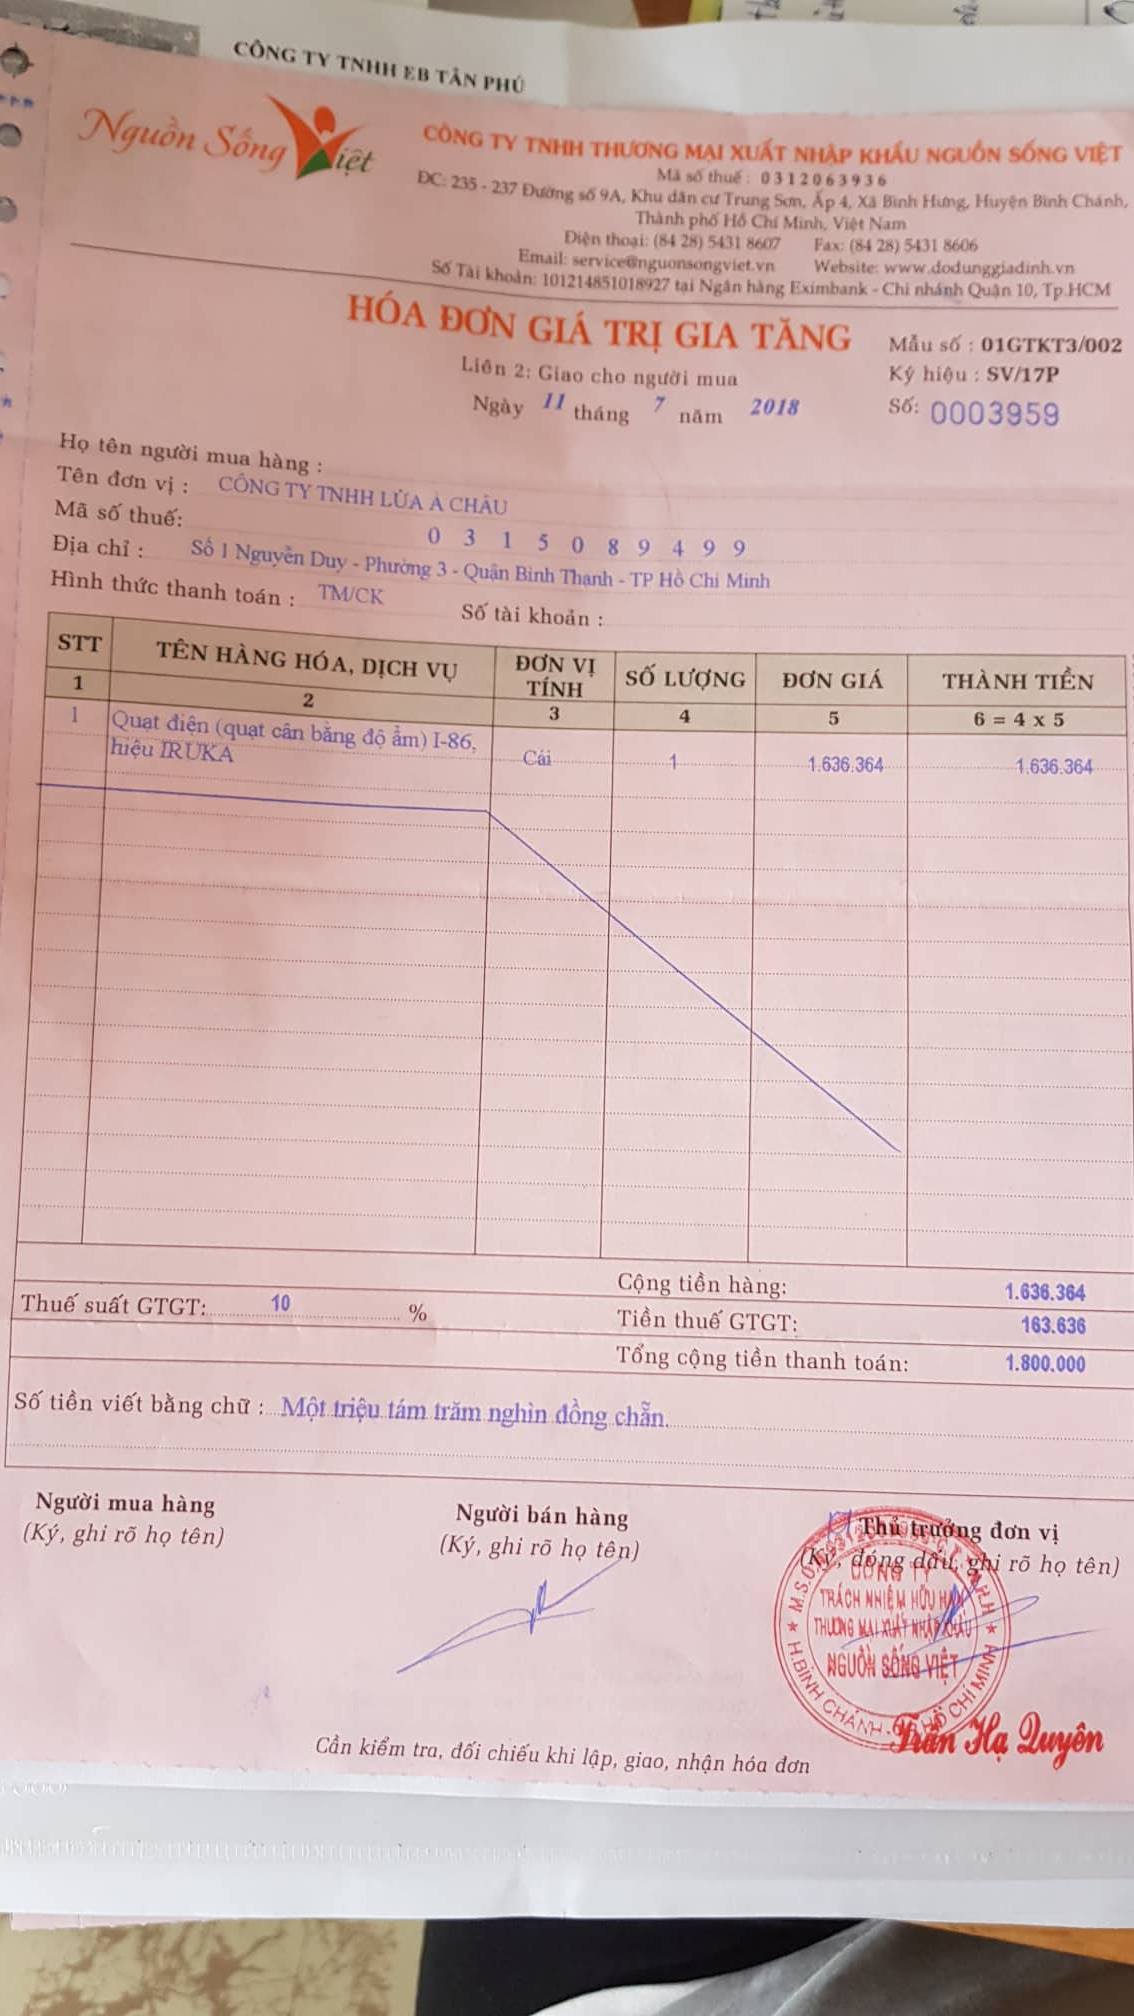 CÔNG TY TNHH EB TÂN PHÚ
Nguồn Sống Việt
CÔNG TY TNHH THƯƠNG MẠI XUẤT NHẬP KHẨU NGUỒN SỐNG VIỆT
Mã số thuế : 0312063936
ĐC: 235 - 237 Đường số 9A, Khu dân cư Trung Sơn, Ấp 4, Xã Bình Hưng, Huyện Bình Chánh,
Thành phố Hồ Chí Minh, Việt Nam
Điện thoại: (84 28) 5431 8607 Fax: (84 28) 5431 8606
Email: service@nguonsongviet.vn Website: www.dodunggiadinh.vn
Số Tài khoản: 101214851018927 tại Ngân hàng Eximbank - Chi nhánh Quận 10, Tp.HCM
HÓA ĐƠN GIÁ TRỊ GIA TĂNG
Mẫu số : 01GTKT3/002
Liên 2: Giao cho người mua
Ký hiệu : SV/17P
Ngày 11 tháng 7 năm 2018
Số: 0003959
Họ tên người mua hàng :
Tên đơn vị : CÔNG TY TNHH LỬA Á CHÂU
Mã số thuế: 0 3 1 5 0 8 9 4 9 9
Địa chỉ : Số 1 Nguyễn Duy - Phường 3 - Quận Bình Thạnh - TP Hồ Chí Minh
Hình thức thanh toán : TM/CK Số tài khoản :
STT TÊN HÀNG HÓA, DỊCH VỤ ĐƠN VỊ TÍNH SỐ LƯỢNG ĐƠN GIÁ THÀNH TIỀN
1 2 3 4 5 6 = 4 x 5
1 Quạt điện (quạt cân bằng độ ẩm) I-86,
hiệu IRUKA Cái 1 1.636.364 1.636.364
Cộng tiền hàng: 1.636.364
Thuế suất GTGT: 10 % Tiền thuế GTGT: 163.636
Tổng cộng tiền thanh toán: 1.800.000
Số tiền viết bằng chữ : Một triệu tám trăm nghìn đồng chẵn.
Người mua hàng Người bán hàng Thủ trưởng đơn vị
(Ký, ghi rõ họ tên) (Ký, ghi rõ họ tên) (Ký, đóng dấu, ghi rõ họ tên)
CÔNG TY
TRÁCH NHIỆM HỮU HẠN
THƯƠNG MẠI XUẤT NHẬP KHẨU
NGUỒN SỐNG VIỆT
H.BÌNH CHÁNH - TP HỒ CHÍ MINH
Trần Hạ Quyên
Cần kiểm tra, đối chiếu khi lập, giao, nhận hóa đơn